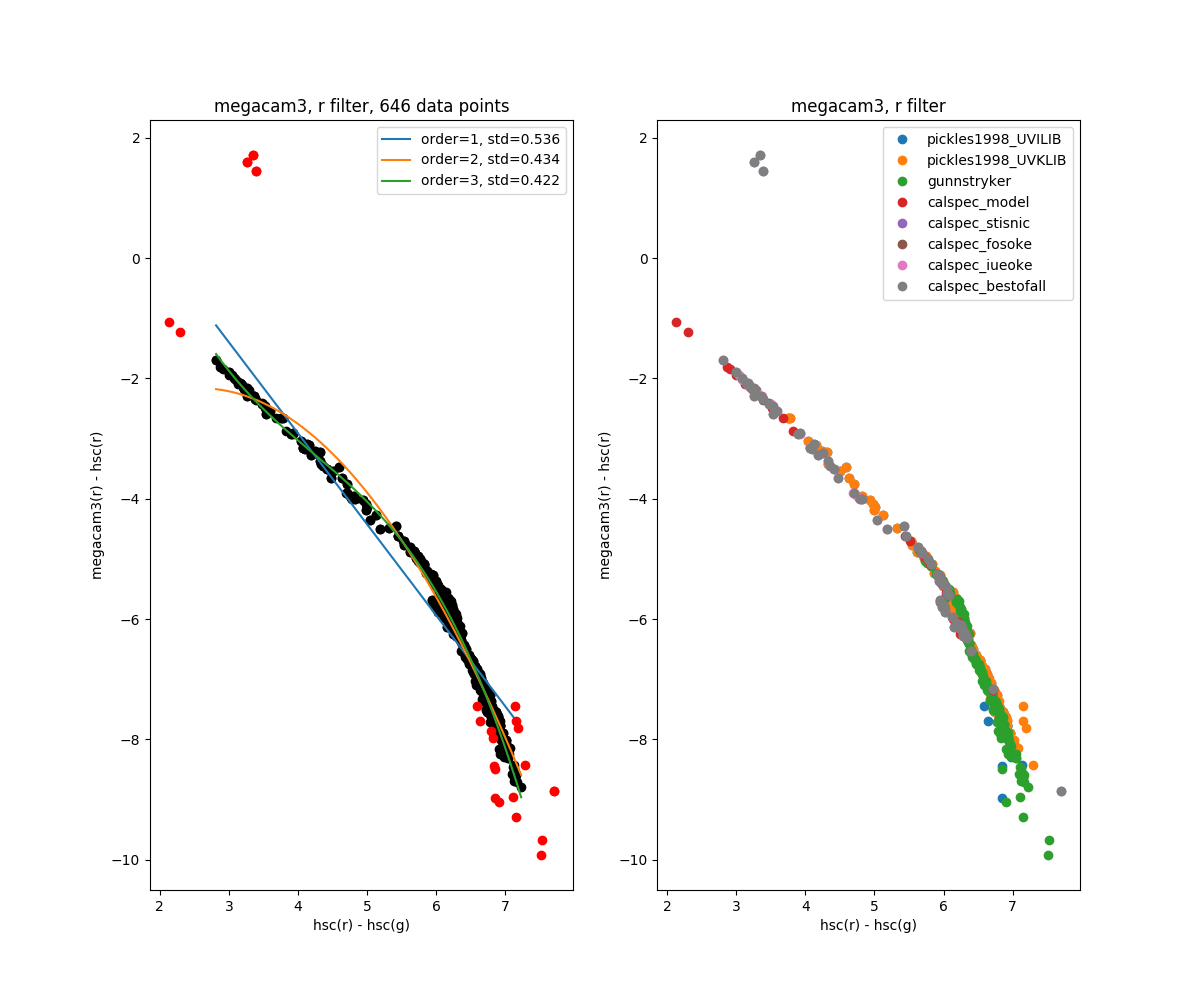 megacam3, r filter, 646 data points
order=1, std=0.536
order=2, std=0.434
order=3, std=0.422
2
0
−2
−4
−6
−8
−10
megacam3(r) - hsc(r)
2 3 4 5 6 7
hsc(r) - hsc(g)
megacam3, r filter
pickles1998_UVILIB
pickles1998_UVKLIB
gunnstryker
calspec_model
calspec_stisnic
calspec_fosoke
calspec_iueoke
calspec_bestofall
2
0
−2
−4
−6
−8
−10
megacam3(r) - hsc(r)
2 3 4 5 6 7
hsc(r) - hsc(g)